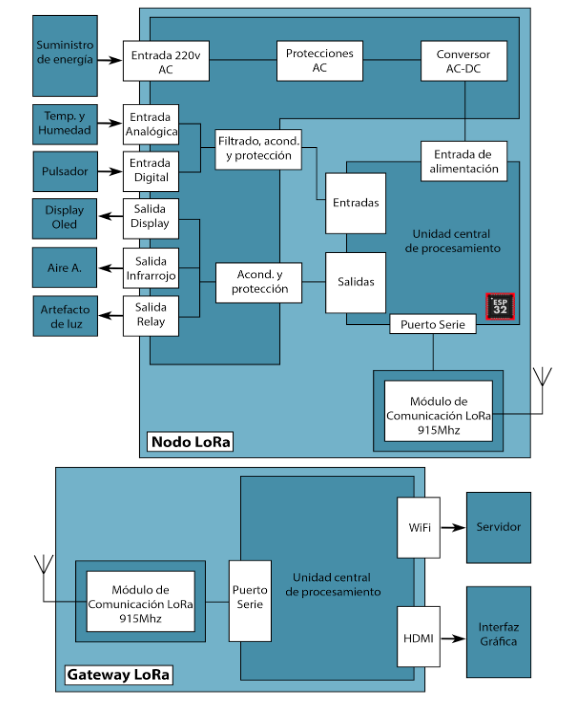 Suministro
de energía
Entrada 220v
AC
Protecciones
AC
Conversor
AC-DC
Temp. y
Humedad
Entrada
Analógica
Filtrado, acond.
y protección
Entrada de
alimentación
Pulsador
Entrada
Digital
Display
Oled
Salida
Display
Entradas
Unidad central
de procesamiento
Aire A.
Salida
Infrarrojo
Acond. y
protección
Salidas
Artefacto
de luz
Salida
Relay
ESP
32
Puerto Serie
Módulo de
Comunicación LoRa
915Mhz
Nodo LoRa
WiFi
Servidor
Módulo de
Comunicación LoRa
915Mhz
Puerto
Serie
Unidad central
de procesamiento
HDMI
Interfaz
Gráfica
Gateway LoRa